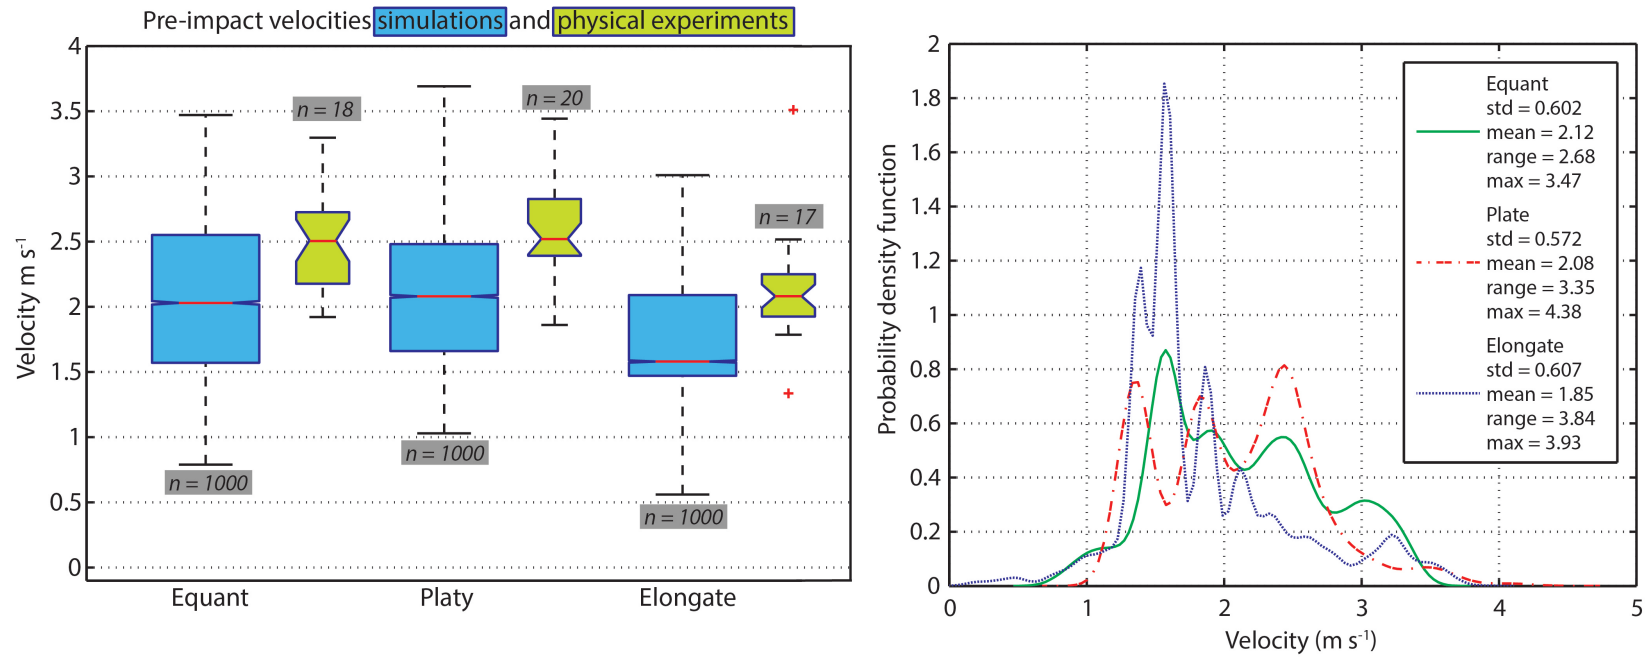 Pre-impact velocities simulations and physical experiments
Velocity m s⁻¹
4
3.5
3
2.5
2
1.5
1
0.5
0
n = 18
n = 20
n = 17
n = 1000
n = 1000
n = 1000
Equant
Platy
Elongate
Probability density function
2
1.8
1.6
1.4
1.2
1
0.8
0.6
0.4
0.2
0
0
1
2
3
4
5
Velocity (m s⁻¹)
Equant
std = 0.602
mean = 2.12
range = 2.68
max = 3.47
Plate
std = 0.572
mean = 2.08
range = 3.35
max = 4.38
Elongate
std = 0.607
mean = 1.85
range = 3.84
max = 3.93